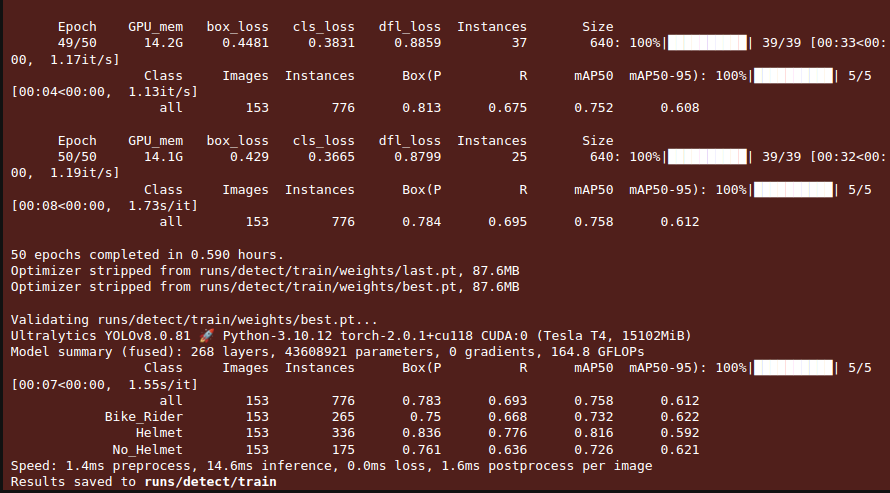 Epoch    GPU_mem   box_loss   cls_loss   dfl_loss  Instances       Size
      49/50      14.2G     0.4481     0.3831     0.8859         37        640: 100%|██████████| 39/39 [00:33<00:
00,  1.17it/s]
                 Class     Images  Instances      Box(P          R      mAP50  mAP50-95): 100%|██████████| 5/5
[00:04<00:00,  1.13it/s]
                   all        153        776      0.813      0.675      0.752      0.608

      Epoch    GPU_mem   box_loss   cls_loss   dfl_loss  Instances       Size
      50/50      14.1G      0.429     0.3665     0.8799         25        640: 100%|██████████| 39/39 [00:32<00:
00,  1.19it/s]
                 Class     Images  Instances      Box(P          R      mAP50  mAP50-95): 100%|██████████| 5/5
[00:08<00:00,  1.73s/it]
                   all        153        776      0.784      0.695      0.758      0.612

50 epochs completed in 0.590 hours.
Optimizer stripped from runs/detect/train/weights/last.pt, 87.6MB
Optimizer stripped from runs/detect/train/weights/best.pt, 87.6MB

Validating runs/detect/train/weights/best.pt...
Ultralytics YOLOv8.0.81 🚀 Python-3.10.12 torch-2.0.1+cu118 CUDA:0 (Tesla T4, 15102MiB)
Model summary (fused): 268 layers, 43608921 parameters, 0 gradients, 164.8 GFLOPs
                 Class     Images  Instances      Box(P          R      mAP50  mAP50-95): 100%|██████████| 5/5
[00:07<00:00,  1.55s/it]
                   all        153        776      0.783      0.693      0.758      0.612
            Bike_Rider        153        265       0.75      0.668      0.732      0.622
                Helmet        153        336      0.836      0.776      0.816      0.592
             No_Helmet        153        175      0.761      0.636      0.726      0.621
Speed: 1.4ms preprocess, 14.6ms inference, 0.0ms loss, 1.6ms postprocess per image
Results saved to runs/detect/train